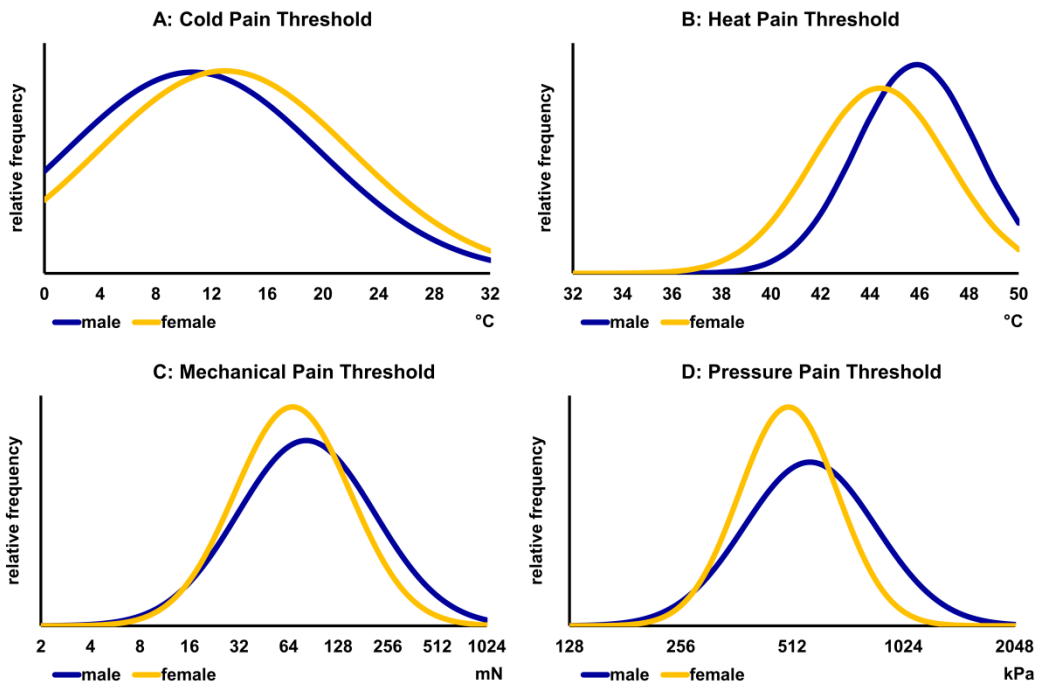 A: Cold Pain Threshold
relative frequency
0 4 8 12 16 20 24 28 32
male female °C
B: Heat Pain Threshold
relative frequency
32 34 36 38 40 42 44 46 48 50
male female °C
C: Mechanical Pain Threshold
relative frequency
2 4 8 16 32 64 128 256 512 1024
male female mN
D: Pressure Pain Threshold
relative frequency
128 256 512 1024 2048
male female kPa